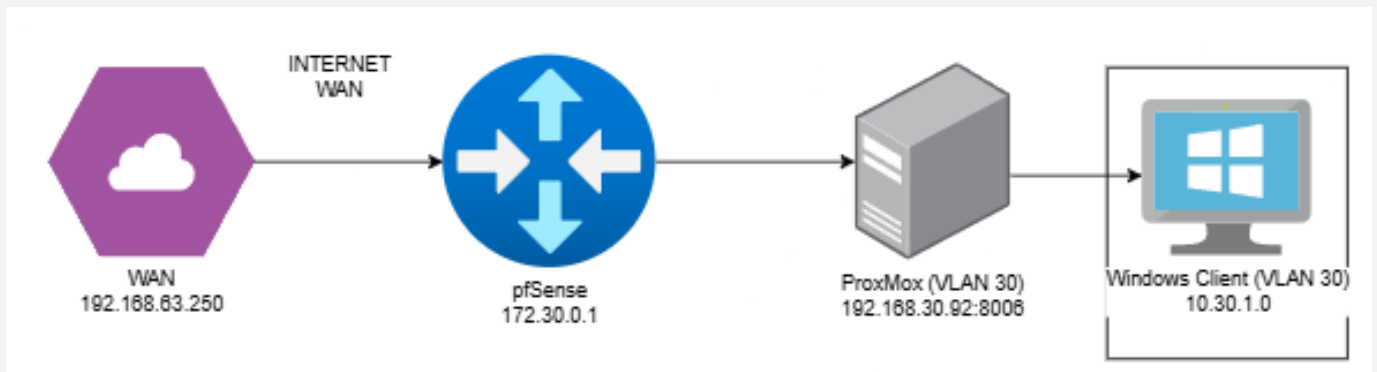 INTERNET
WAN
WAN
192.168.63.250
pfSense
172.30.0.1
ProxMox (VLAN 30)
192.168.30.92:8006
Windows Client (VLAN 30)
10.30.1.0